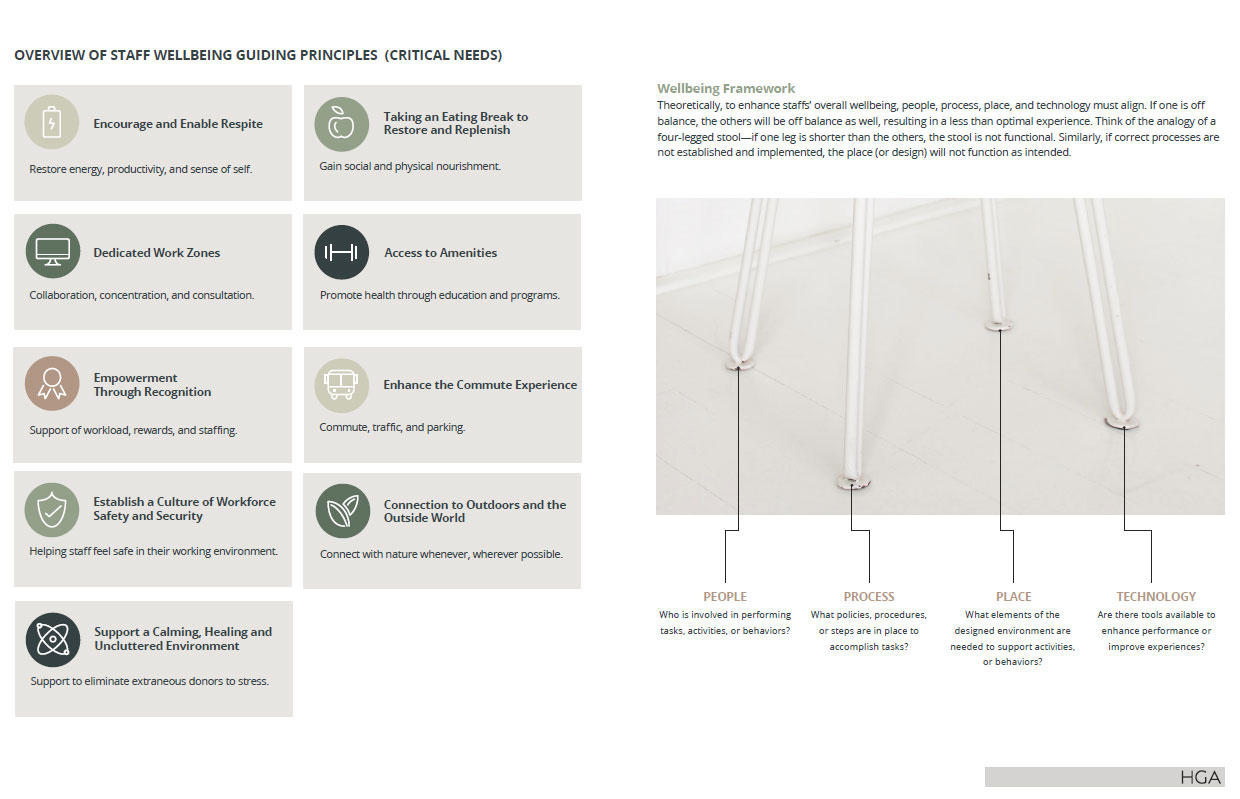 OVERVIEW OF STAFF WELLBEING GUIDING PRINCIPLES (CRITICAL NEEDS)
Encourage and Enable Respite
Restore energy, productivity, and sense of self.
Taking an Eating Break to
Restore and Replenish
Gain social and physical nourishment.
Dedicated Work Zones
Collaboration, concentration, and consultation.
Access to Amenities
Promote health through education and programs.
Empowerment
Through Recognition
Support of workload, rewards, and staffing.
Enhance the Commute Experience
Commute, traffic, and parking.
Establish a Culture of Workforce
Safety and Security
Helping staff feel safe in their working environment.
Connection to Outdoors and the
Outside World
Connect with nature whenever, wherever possible.
Support a Calming, Healing and
Uncluttered Environment
Support to eliminate extraneous donors to stress.
Wellbeing Framework
Theoretically, to enhance staffs' overall wellbeing, people, process, place, and technology must align. If one is off
balance, the others will be off balance as well, resulting in a less than optimal experience. Think of the analogy of a
four-legged stool—if one leg is shorter than the others, the stool is not functional. Similarly, if correct processes are
not established and implemented, the place (or design) will not function as intended.
PEOPLE
Who is involved in performing
tasks, activities, or behaviors?
PROCESS
What policies, procedures,
or steps are in place to
accomplish tasks?
PLACE
What elements of the
designed environment are
needed to support activities,
or behaviors?
TECHNOLOGY
Are there tools available to
enhance performance or
improve experiences?
HGA